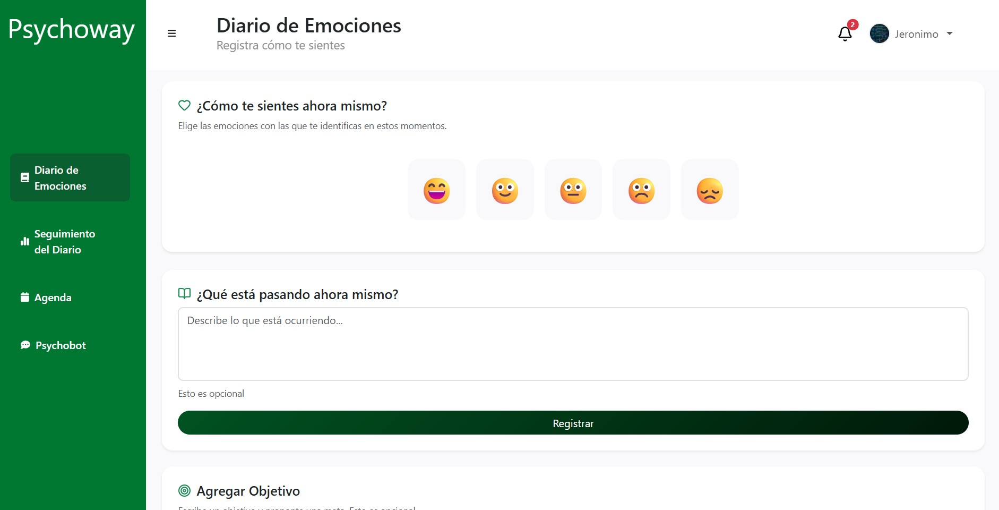 Psychoway
Diario de
Emociones
Seguimiento
del Diario
Agenda
Psychobot
Diario de Emociones
Registra cómo te sientes
2
Jeronimo
¿Cómo te sientes ahora mismo?
Elige las emociones con las que te identificas en estos momentos.
¿Qué está pasando ahora mismo?
Describe lo que está ocurriendo...
Esto es opcional
Registrar
Agregar Objetivo